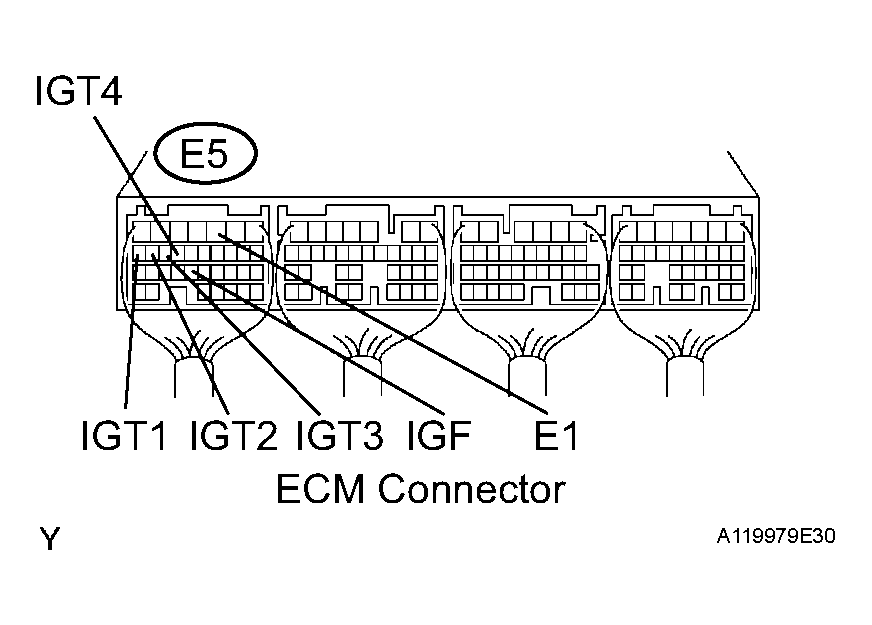 IGT4
E5
IGT1 IGT2 IGT3 IGF E1
ECM Connector
Y
A119979E30